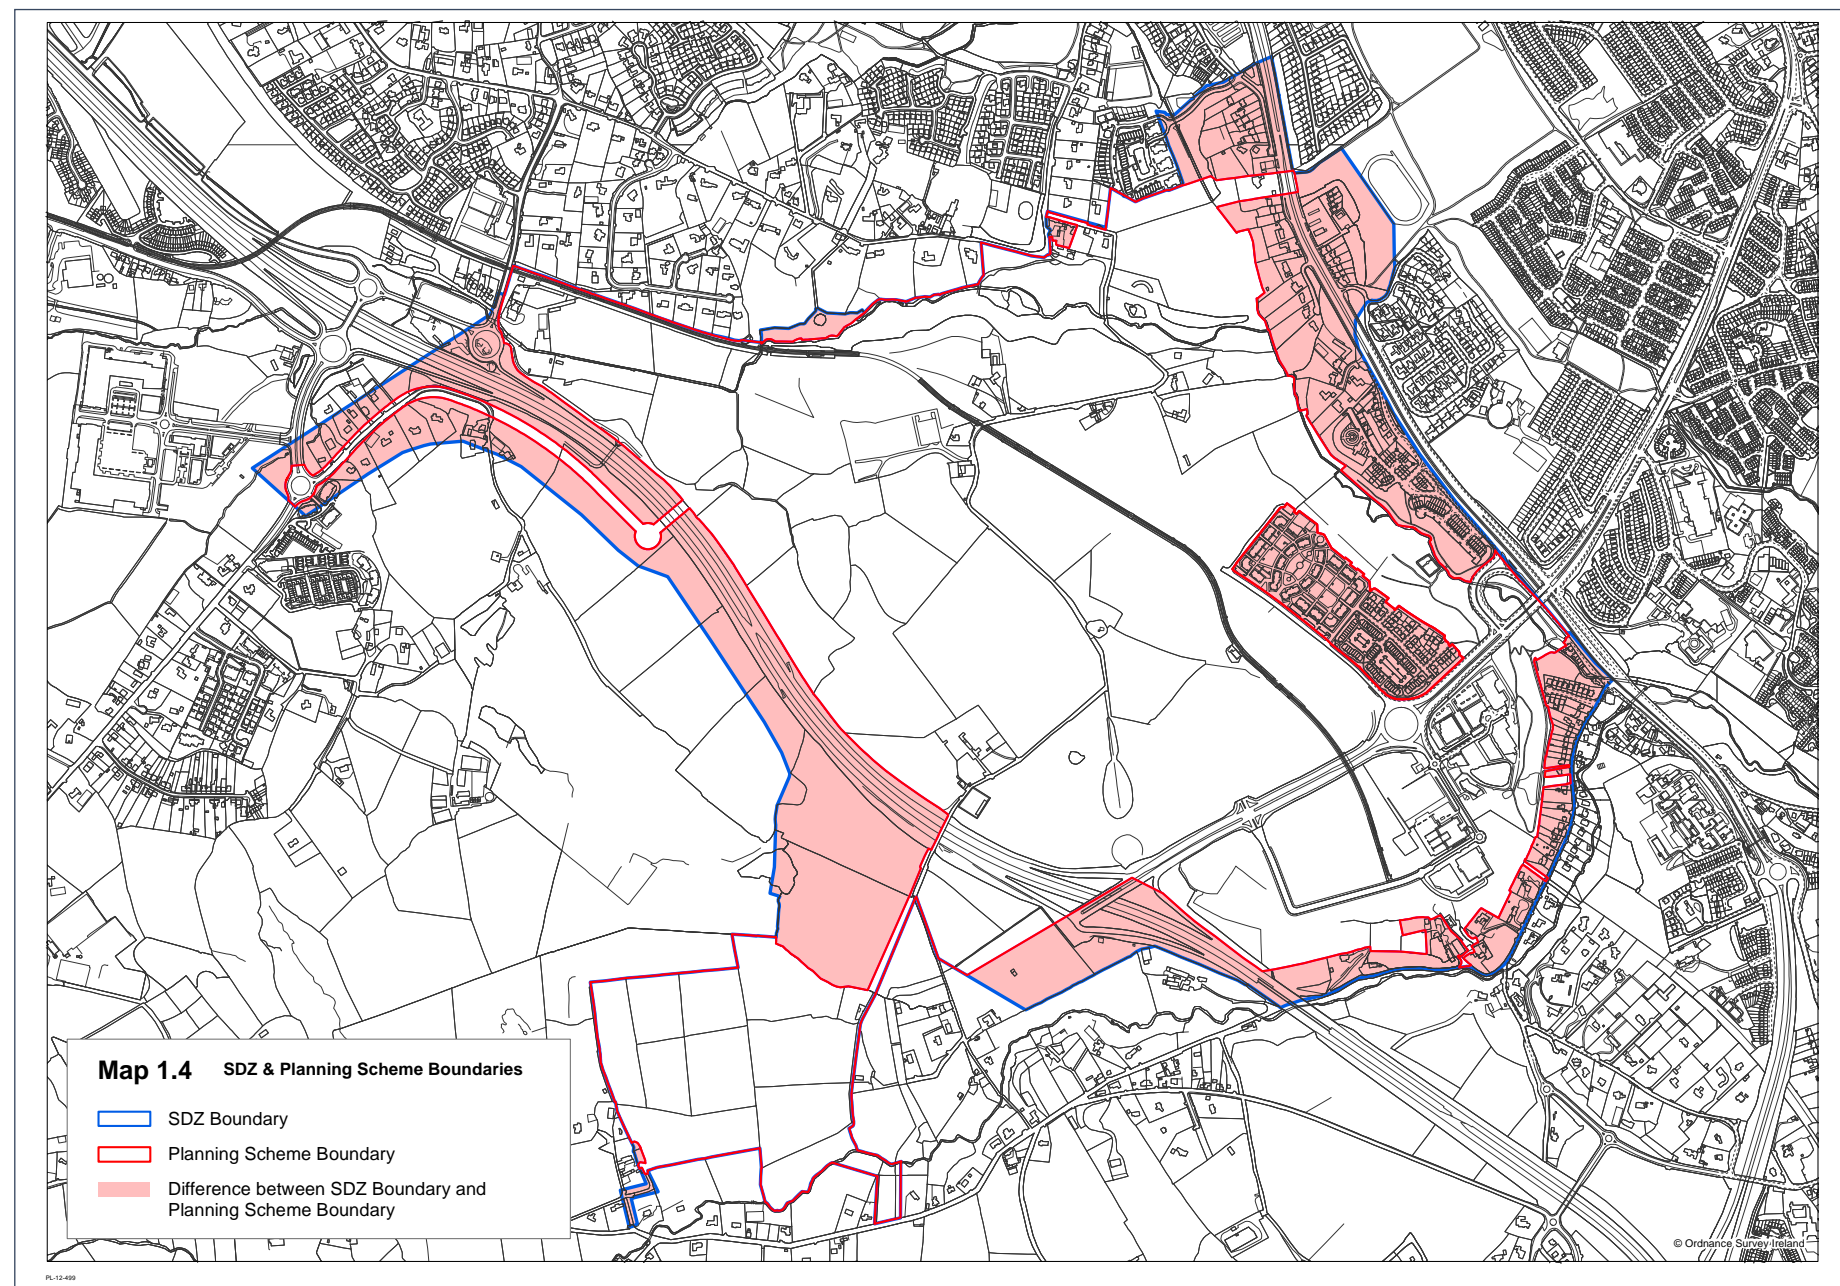 Map 1.4 SDZ & Planning Scheme Boundaries
SDZ Boundary
Planning Scheme Boundary
Difference between SDZ Boundary and
Planning Scheme Boundary
© Ordnance Survey Ireland
PL-12-499